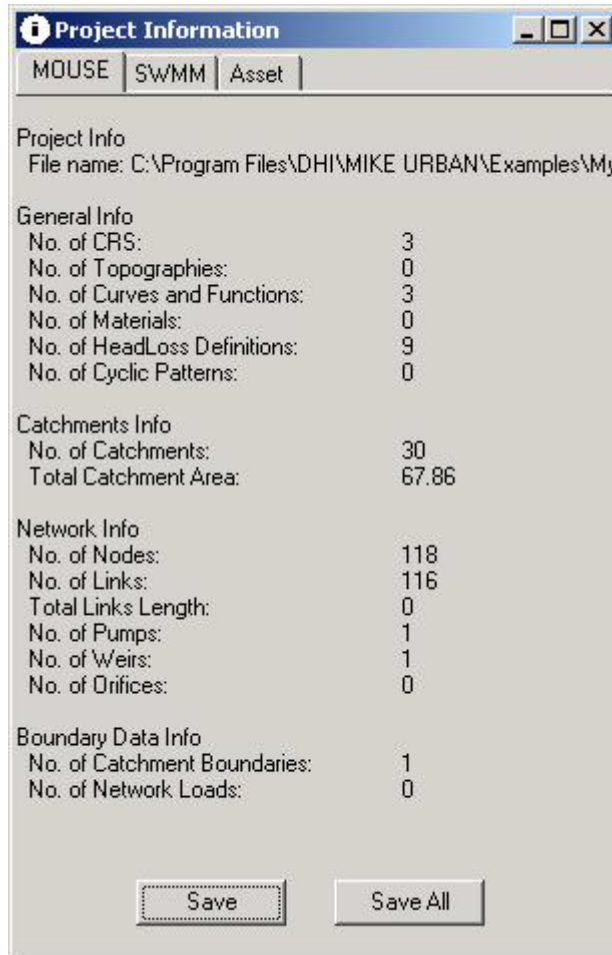 Project Information
MOUSE SWMM Asset
Project Info
File name: C:\Program Files\DHI\MIKE URBAN\Examples\My
General Info
No. of CRS: 3
No. of Topographies: 0
No. of Curves and Functions: 3
No. of Materials: 0
No. of HeadLoss Definitions: 9
No. of Cyclic Patterns: 0
Catchments Info
No. of Catchments: 30
Total Catchment Area: 67.86
Network Info
No. of Nodes: 118
No. of Links: 116
Total Links Length: 0
No. of Pumps: 1
No. of Weirs: 1
No. of Orifices: 0
Boundary Data Info
No. of Catchment Boundaries: 1
No. of Network Loads: 0
Save Save All